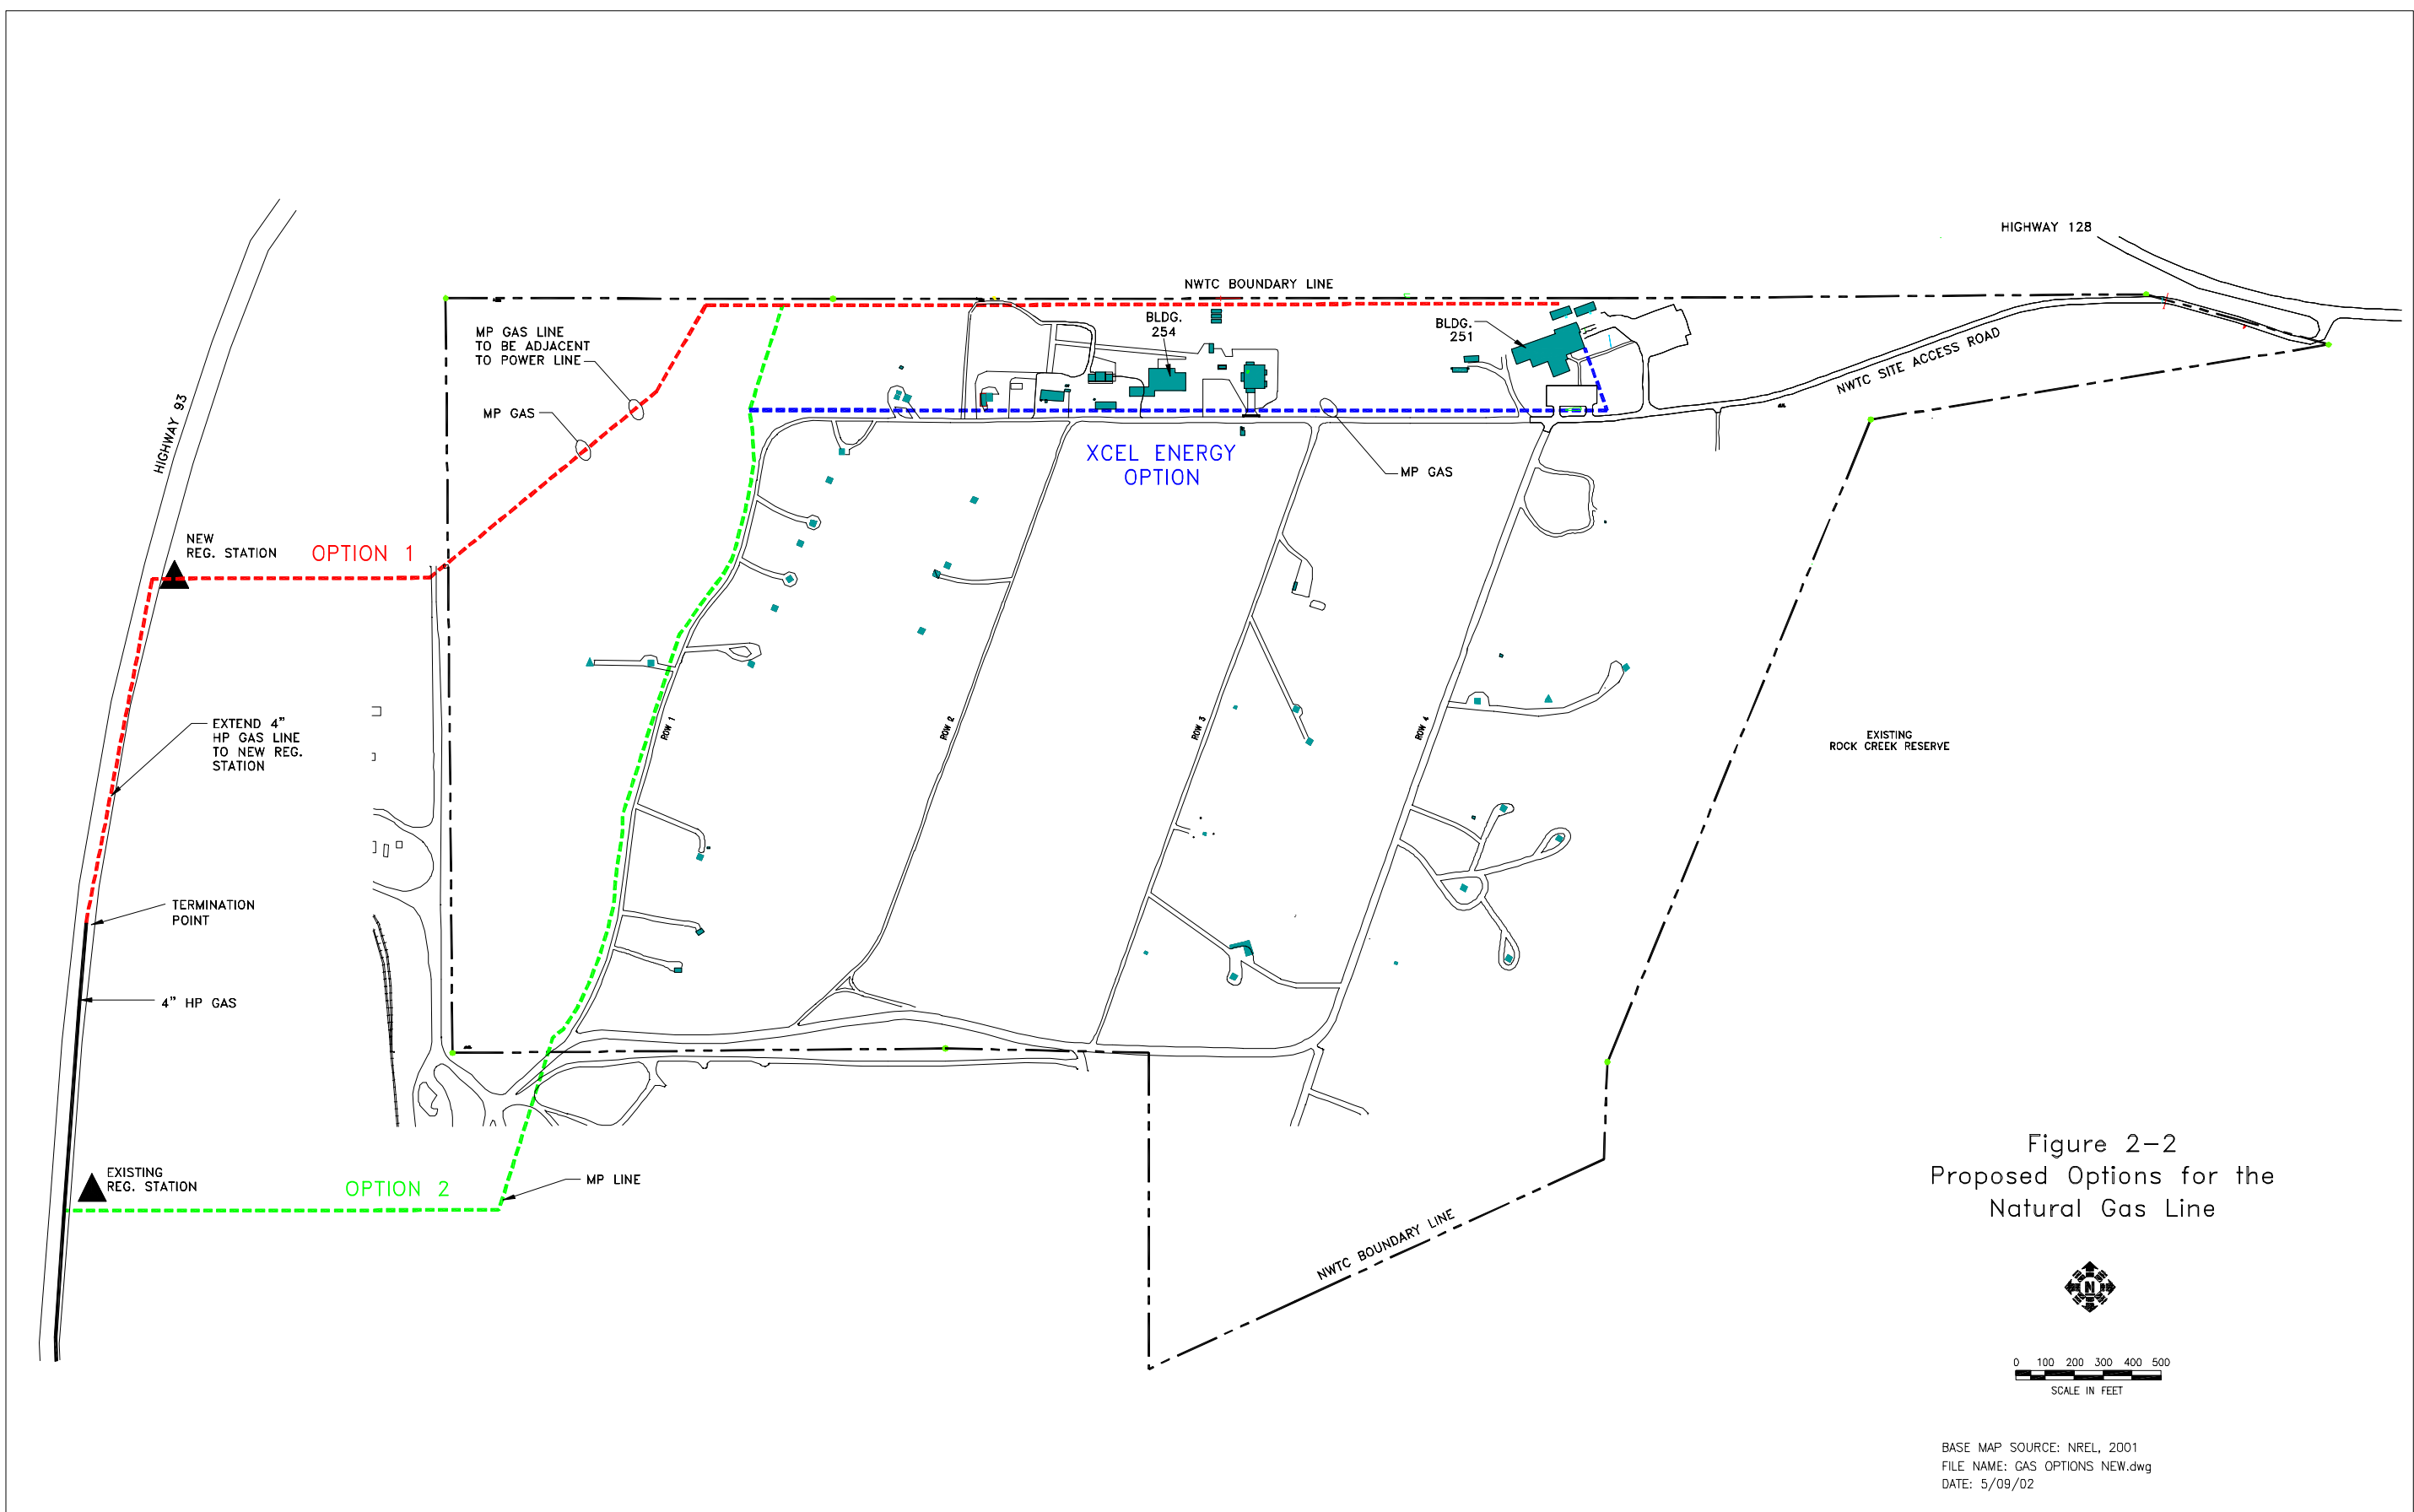 HIGHWAY 128
NWTC BOUNDARY LINE
MP GAS LINE
TO BE ADJACENT
TO POWER LINE
BLDG.
254
BLDG.
251
NWTC SITE ACCESS ROAD
MP GAS
HIGHWAY 93
XCEL ENERGY
OPTION
MP GAS
NEW
REG. STATION
OPTION 1
EXTEND 4"
HP GAS LINE
TO NEW REG.
STATION
ROW 1
ROW 2
ROW 3
ROW 4
EXISTING
ROCK CREEK RESERVE
TERMINATION
POINT
4" HP GAS
EXISTING
REG. STATION
OPTION 2
MP LINE
NWTC BOUNDARY LINE
Figure 2-2
Proposed Options for the
Natural Gas Line
N
0 100 200 300 400 500
SCALE IN FEET
BASE MAP SOURCE: NREL, 2001
FILE NAME: GAS OPTIONS NEW.dwg
DATE: 5/09/02